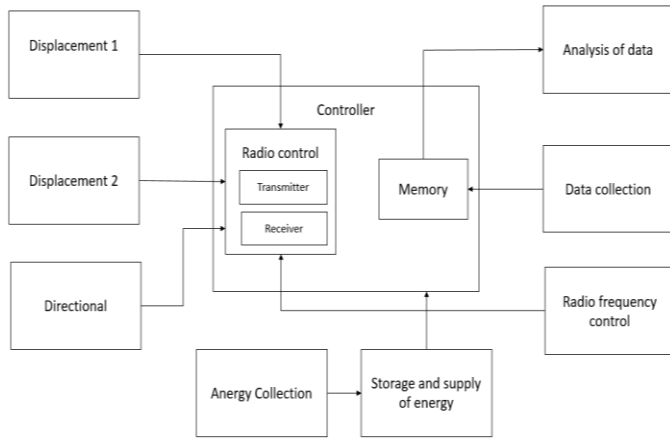 Displacement 1
Analysis of data
Controller
Radio control
Transmitter
Receiver
Memory
Displacement 2
Data collection
Directional
Radio frequency
control
Anergy Collection
Storage and supply
of energy